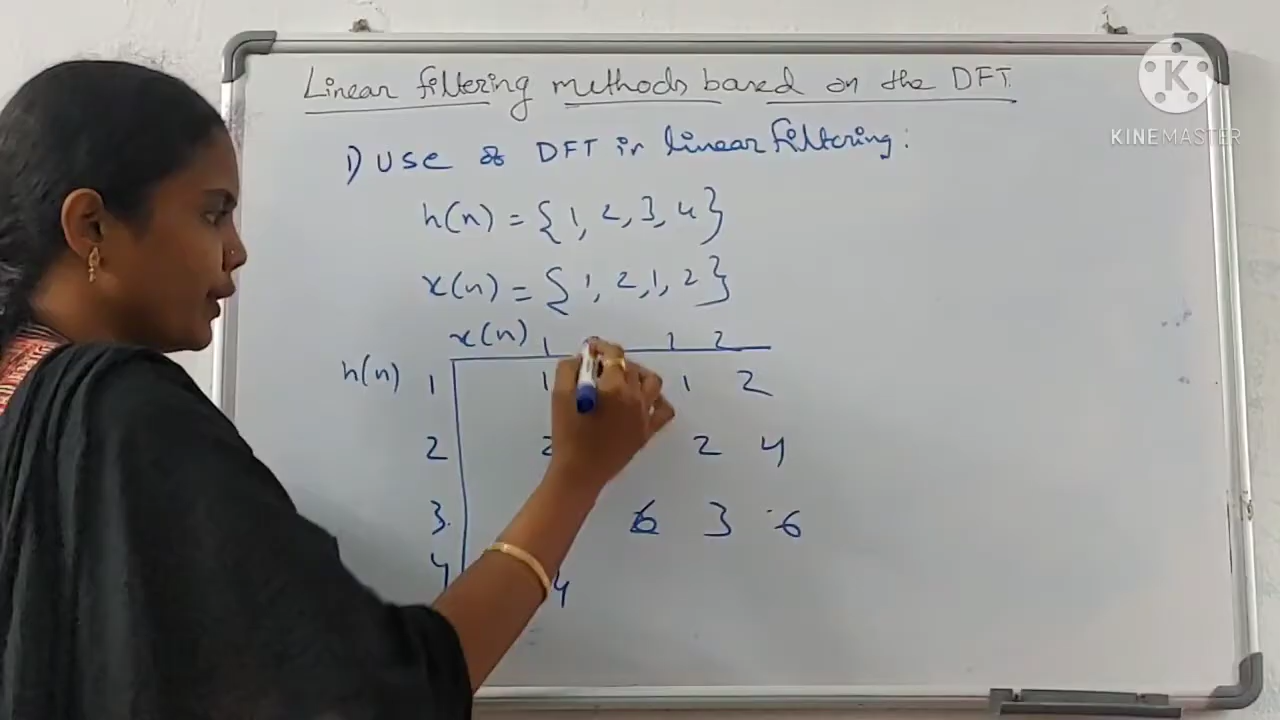 Linear filtering methods based on the DFT.
1) Use of DFT in linear filtering:
h(n) = {1, 2, 3, 4}
x(n) = {1, 2, 1, 2}
x(n) 1 1 2
h(n) 1 1 1 2
2 2 2 4
3. 6 3 6
4 4
K
KINEMASTER